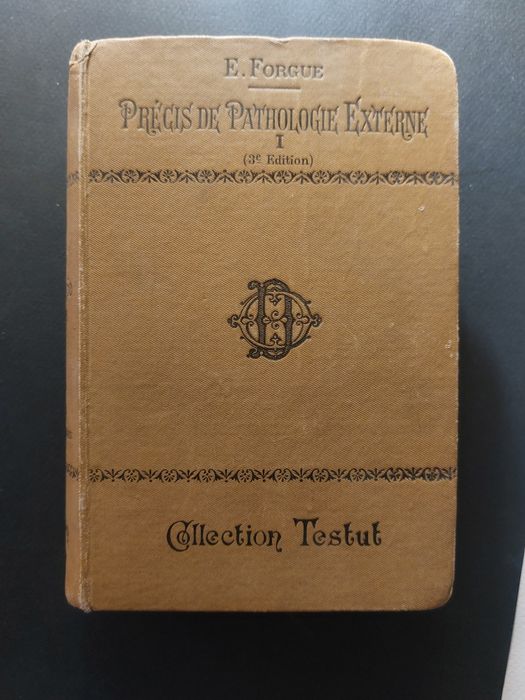 E. FORGUE
PRÉCIS DE PATHOLOGIE EXTERNE
I
(3e Edition)
Collection Testut